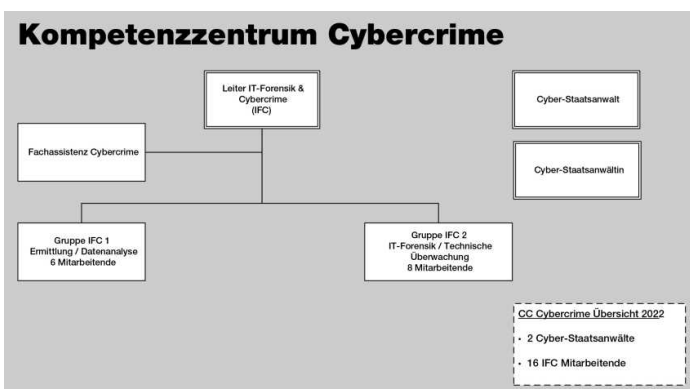 Kompetenzzentrum Cybercrime
Leiter IT-Forensik &
Cybercrime
(IFC)
Cyber-Staatsanwalt
Fachassistenz Cybercrime
Cyber-Staatsanwältin
Gruppe IFC 1
Ermittlung / Datenanalyse
6 Mitarbeitende
Gruppe IFC 2
IT-Forensik / Technische
Überwachung
8 Mitarbeitende
CC Cybercrime Übersicht 2022
• 2 Cyber-Staatsanwälte
• 16 IFC Mitarbeitende